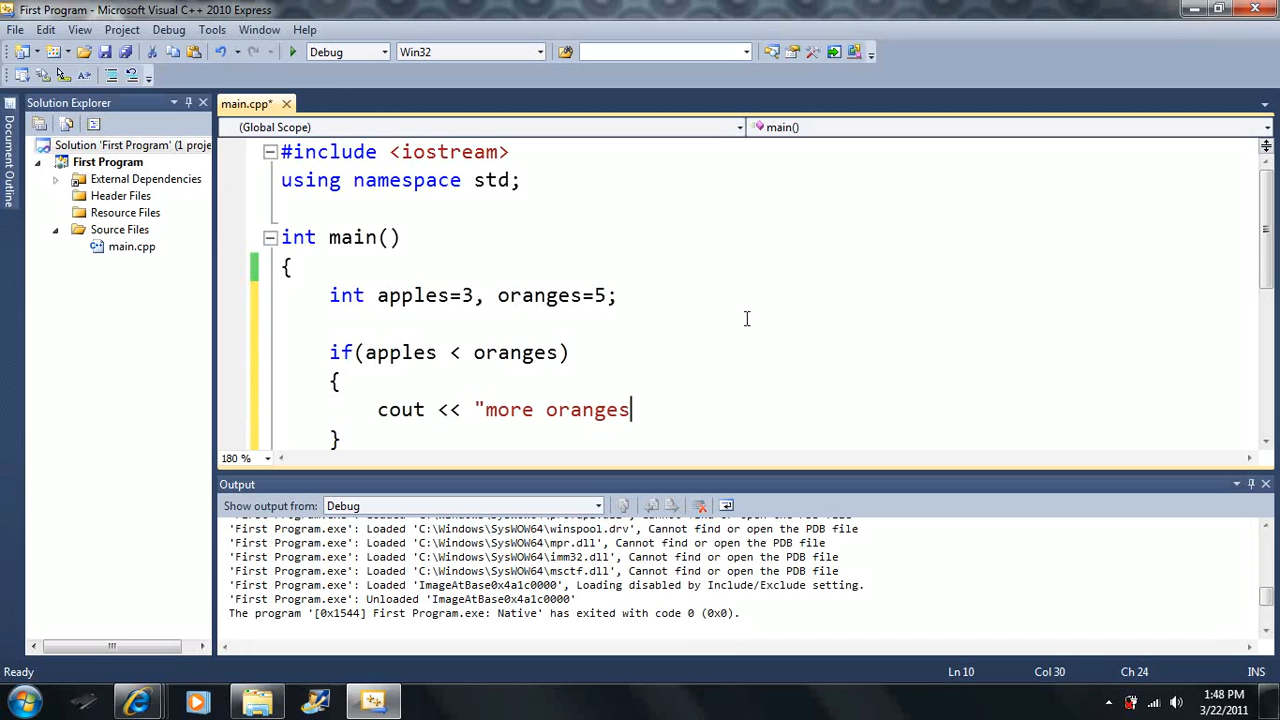 First Program - Microsoft Visual C++ 2010 Express
File Edit View Project Debug Tools Window Help
Debug Win32
Solution Explorer
main.cpp*
(Global Scope) main()
Document Outline
Solution 'First Program' (1 proje
First Program
External Dependencies
Header Files
Resource Files
Source Files
main.cpp
#include <iostream>
using namespace std;
int main()
{
int apples=3, oranges=5;
if(apples < oranges)
{
cout << "more oranges
}
180 %
Output
Show output from: Debug
'First Program.exe': Loaded 'C:\Windows\SysWOW64\winspool.drv', Cannot find or open the PDB file
'First Program.exe': Loaded 'C:\Windows\SysWOW64\mpr.dll', Cannot find or open the PDB file
'First Program.exe': Loaded 'C:\Windows\SysWOW64\imm32.dll', Cannot find or open the PDB file
'First Program.exe': Loaded 'C:\Windows\SysWOW64\msctf.dll', Cannot find or open the PDB file
'First Program.exe': Loaded 'ImageAtBase0x4a1c0000', Loading disabled by Include/Exclude setting.
'First Program.exe': Unloaded 'ImageAtBase0x4a1c0000'
The program '[0x1544] First Program.exe: Native' has exited with code 0 (0x0).
Ready Ln 10 Col 30 Ch 24 INS
1:48 PM
3/22/2011